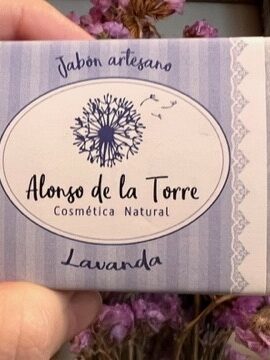 Jabón artesano
Alonso de la Torre
Cosmética Natural
Lavanda